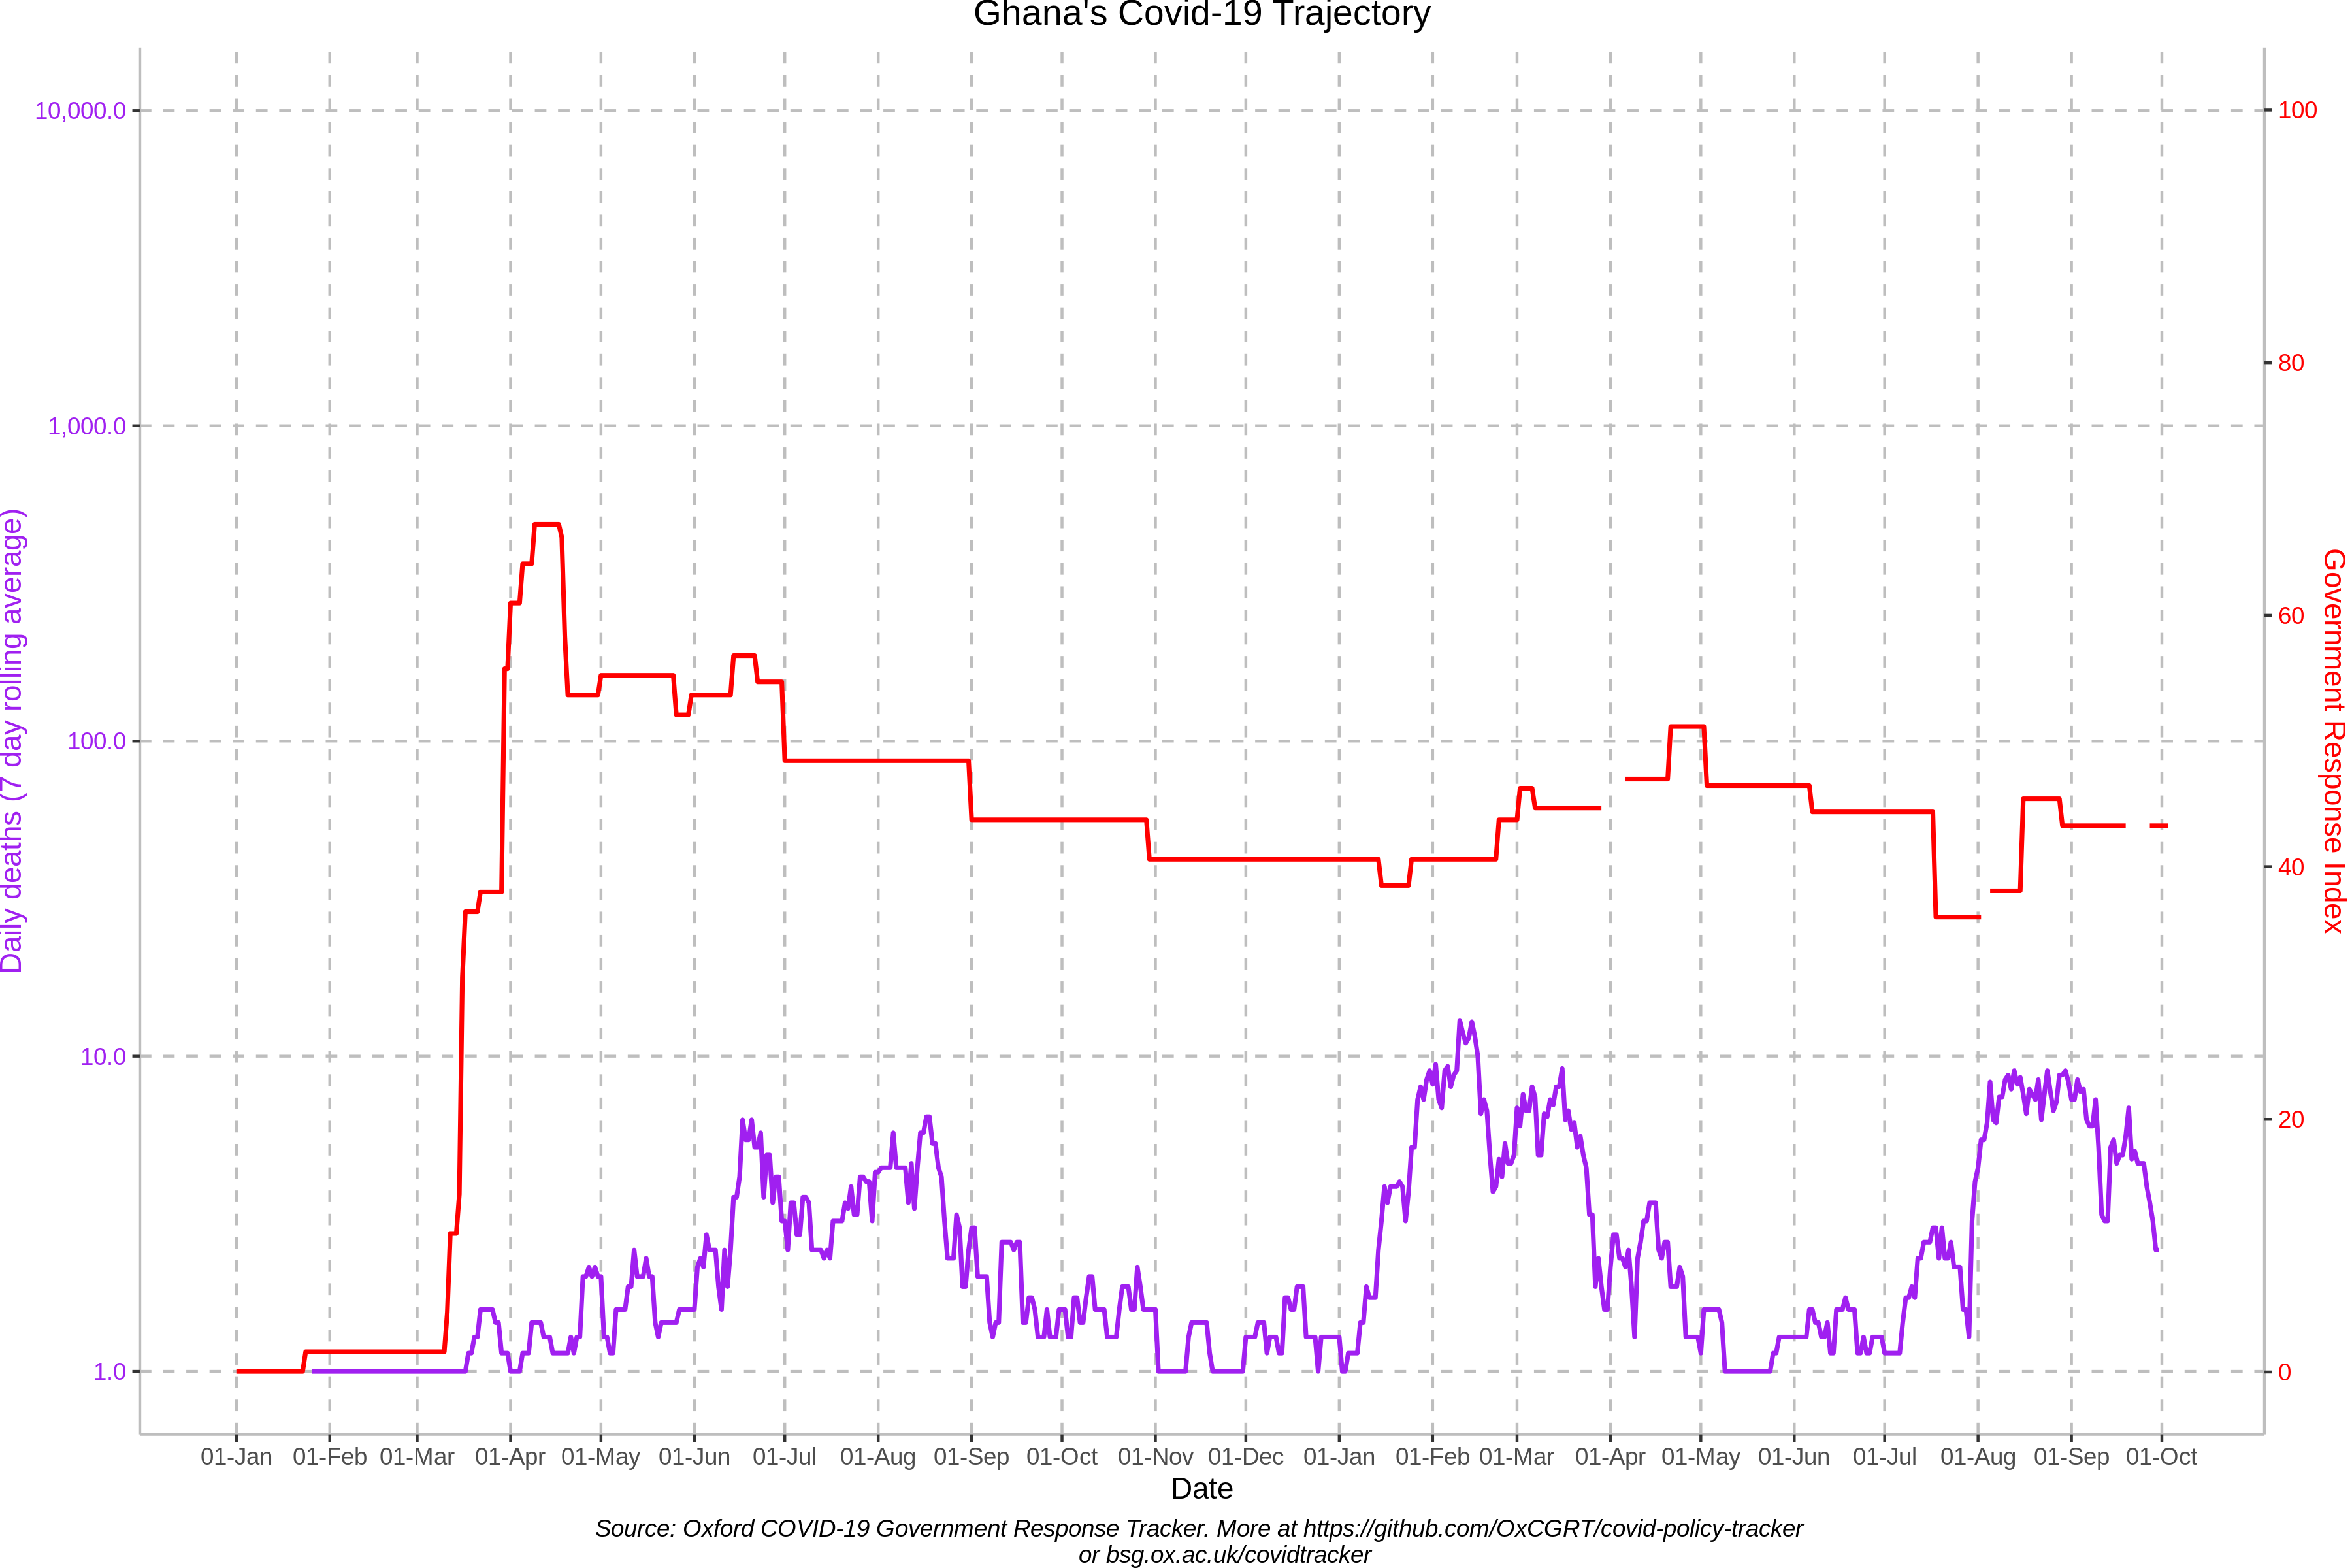 Ghana's Covid-19 Trajectory
10,000.0
1,000.0
100.0
10.0
1.0
Daily deaths (7 day rolling average)
100
80
60
40
20
0
Government Response Index
01-Jan 01-Feb 01-Mar 01-Apr 01-May 01-Jun 01-Jul 01-Aug 01-Sep 01-Oct 01-Nov 01-Dec 01-Jan 01-Feb 01-Mar 01-Apr 01-May 01-Jun 01-Jul 01-Aug 01-Sep 01-Oct
Date
Source: Oxford COVID-19 Government Response Tracker. More at https://github.com/OxCGRT/covid-policy-tracker
or bsg.ox.ac.uk/covidtracker